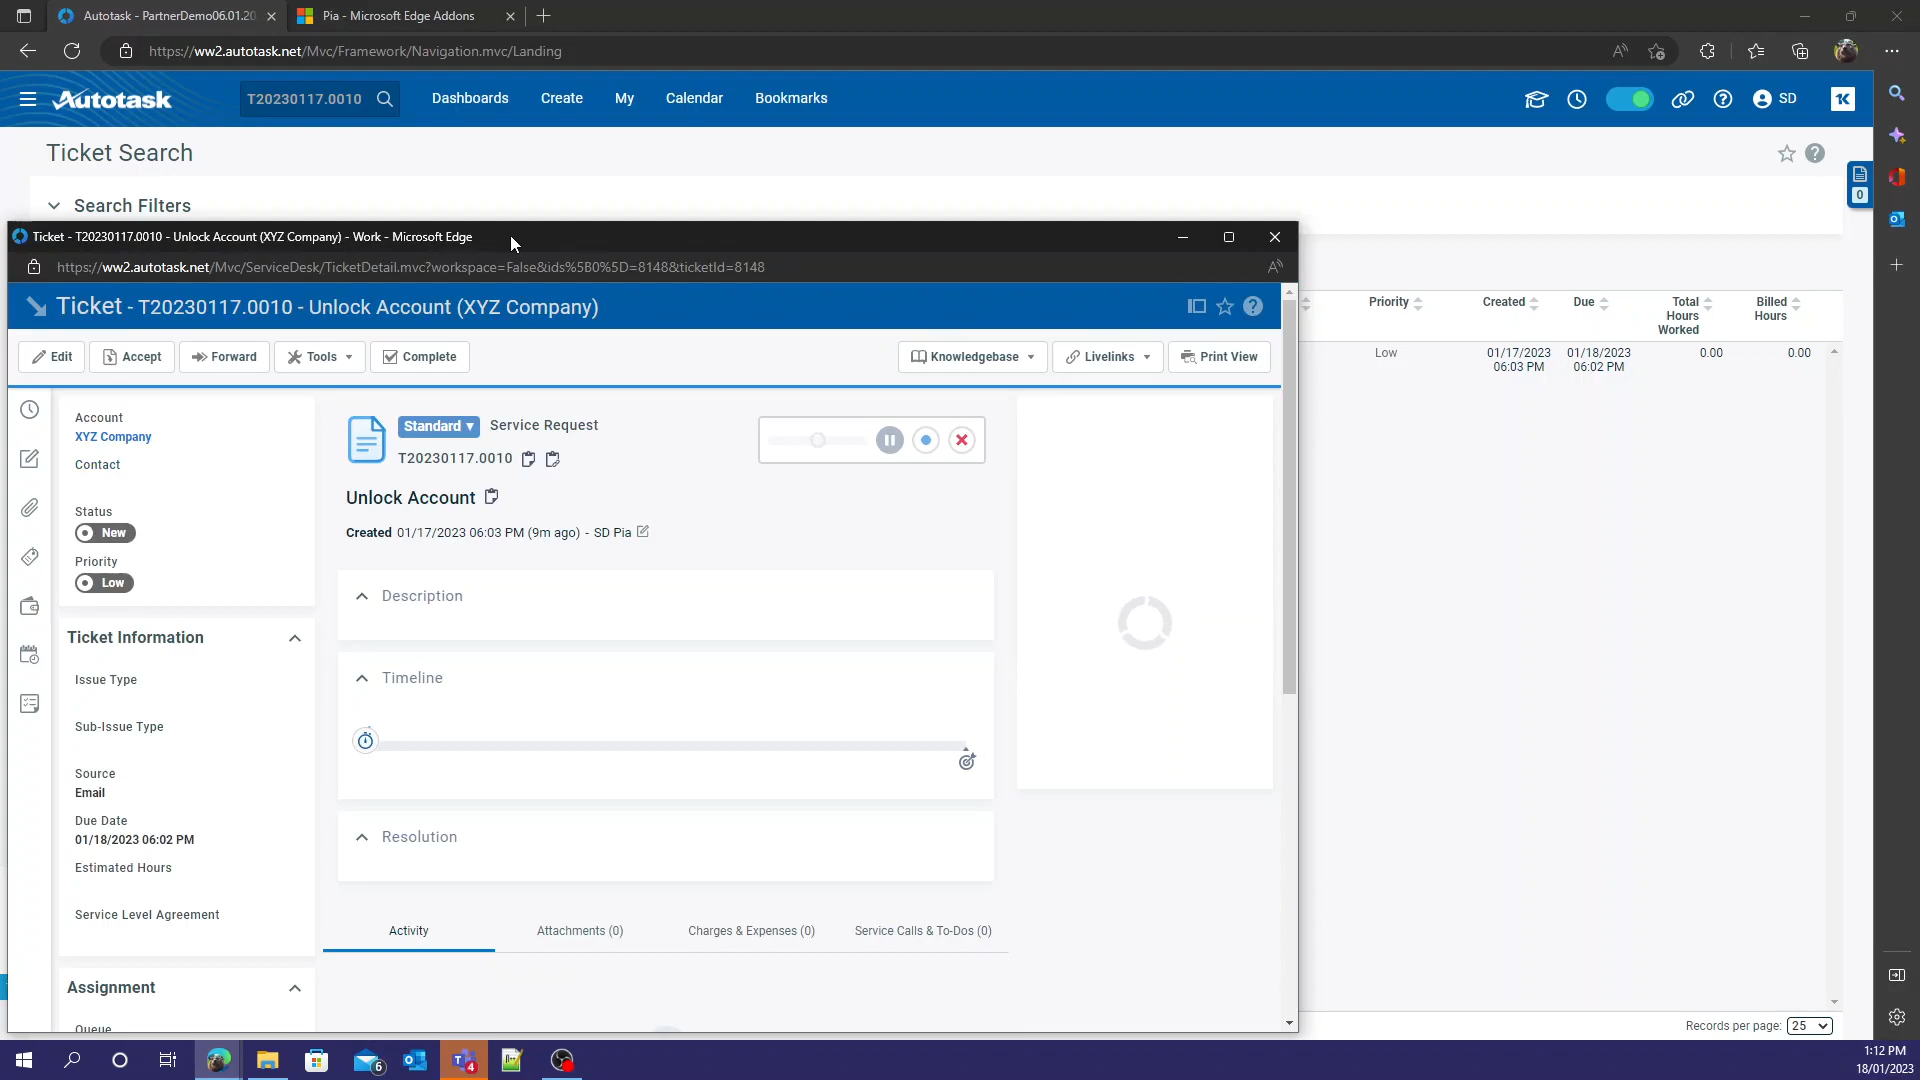 Autotask - PartnerDemo06.01.20
Pia - Microsoft Edge Addons
https://ww2.autotask.net/Mvc/Framework/Navigation.mvc/Landing
Autotask
T20230117.0010
Dashboards
Create
My
Calendar
Bookmarks
SD
Ticket Search
Search Filters
0
Ticket - T20230117.0010 - Unlock Account (XYZ Company) - Work - Microsoft Edge
https://ww2.autotask.net/Mvc/ServiceDesk/TicketDetail.mvc?workspace=False&ids%5B0%5D=8148&ticketId=8148
Ticket - T20230117.0010 - Unlock Account (XYZ Company)
Edit
Accept
Forward
Tools
Complete
Knowledgebase
Livelinks
Print View
Priority
Created
Due
Total Hours Worked
Billed Hours
Low
01/17/2023 06:03 PM
01/18/2023 06:02 PM
0.00
0.00
Account
XYZ Company
Contact
Status
New
Priority
Low
Ticket Information
Issue Type
Sub-Issue Type
Source
Email
Due Date
01/18/2023 06:02 PM
Estimated Hours
Service Level Agreement
Assignment
Queue
Standard
Service Request
T20230117.0010
Unlock Account
Created 01/17/2023 06:03 PM (9m ago) - SD Pia
Description
Timeline
Resolution
Activity
Attachments (0)
Charges & Expenses (0)
Service Calls & To-Dos (0)
Records per page: 25
6
4
1:12 PM
18/01/2023